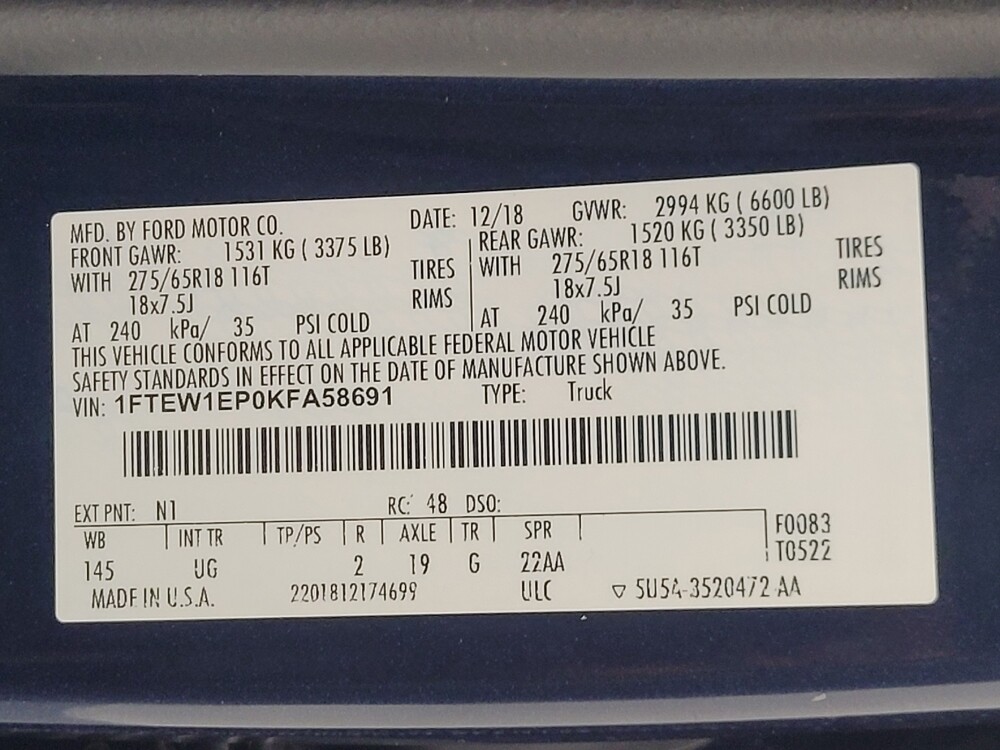 MFD. BY FORD MOTOR CO. DATE: 12/18 GVWR: 2994 KG ( 6600 LB)
FRONT GAWR: 1531 KG ( 3375 LB) REAR GAWR: 1520 KG ( 3350 LB)
WITH 275/65R18 116T TIRES WITH 275/65R18 116T TIRES
18x7.5J RIMS 18x7.5J RIMS
AT 240 kPa/ 35 PSI COLD AT 240 kPa/ 35 PSI COLD
THIS VEHICLE CONFORMS TO ALL APPLICABLE FEDERAL MOTOR VEHICLE
SAFETY STANDARDS IN EFFECT ON THE DATE OF MANUFACTURE SHOWN ABOVE.
VIN: 1FTEW1EP0KFA58691 TYPE: Truck
EXT PNT: N1 RC: 48 DSO:
WB INT TR TP/PS R AXLE TR SPR F0083
145 UG 2 19 G 22AA T0522
MADE IN U.S.A. 2201812174699 ULC ▽ 5U5A-3520472 AA